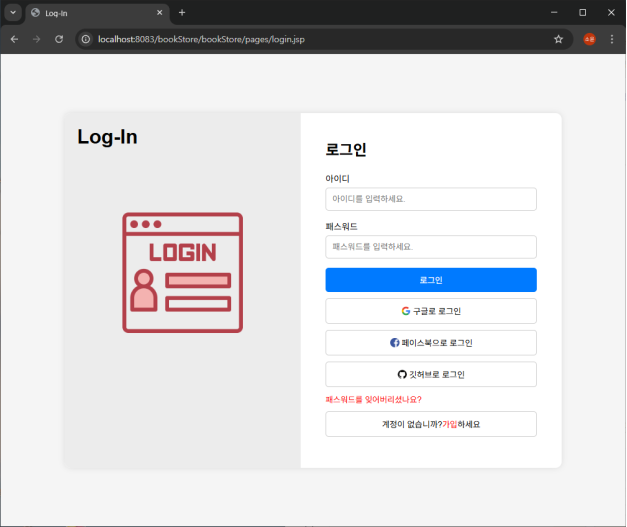 Log-In
localhost:8083/bookStore/bookStore/pages/login.jsp
Log-In
LOGIN
로그인
아이디
아이디를 입력하세요.
패스워드
패스워드를 입력하세요.
로그인
구글로 로그인
페이스북으로 로그인
깃허브로 로그인
패스워드를 잊어버리셨나요?
계정이 없습니까?가입하세요